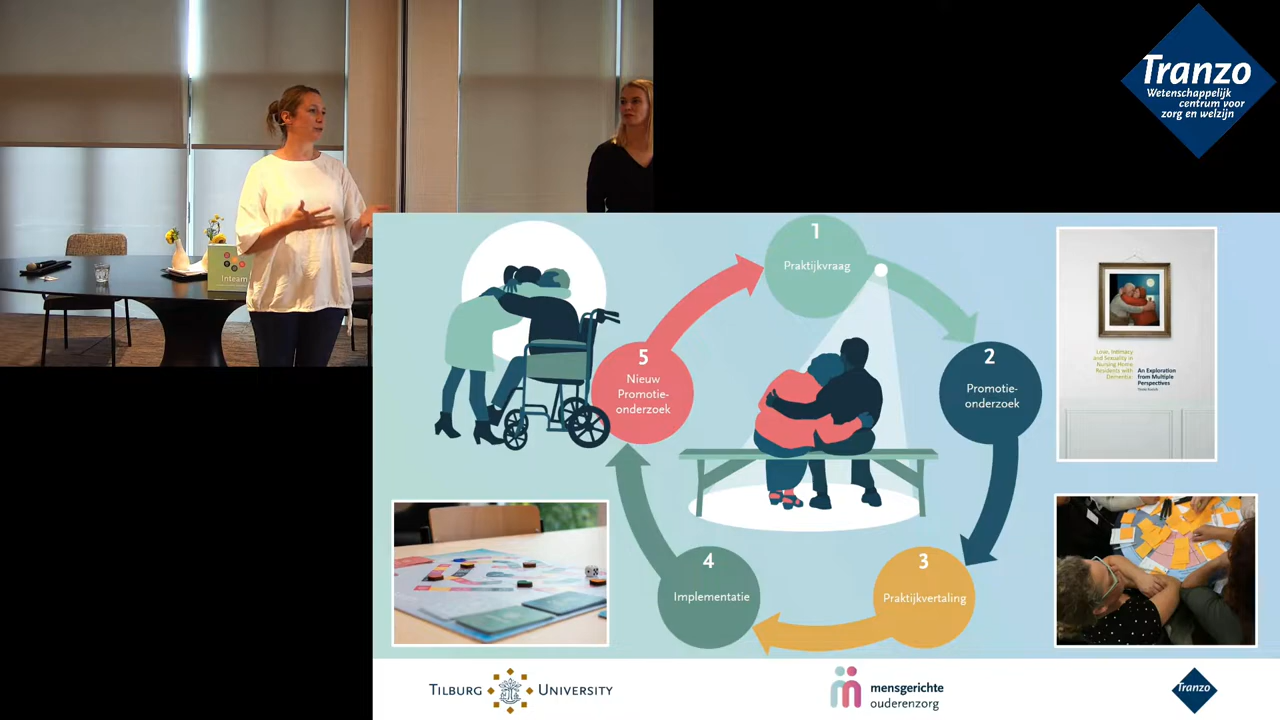 Tranzo
Wetenschappelijk
centrum voor
zorg en welzijn
Inteam
1
Praktijkvraag
2
Promotie-
onderzoek
3
Praktijkvertaling
4
Implementatie
5
Nieuw
Promotie-
onderzoek
Love, Intimacy
and Sexuality in
Nursing Home
Residents with
Dementia:
An Exploration
from Multiple
Perspectives
TILBURG UNIVERSITY
mensgerichte
ouderenzorg
Tranzo